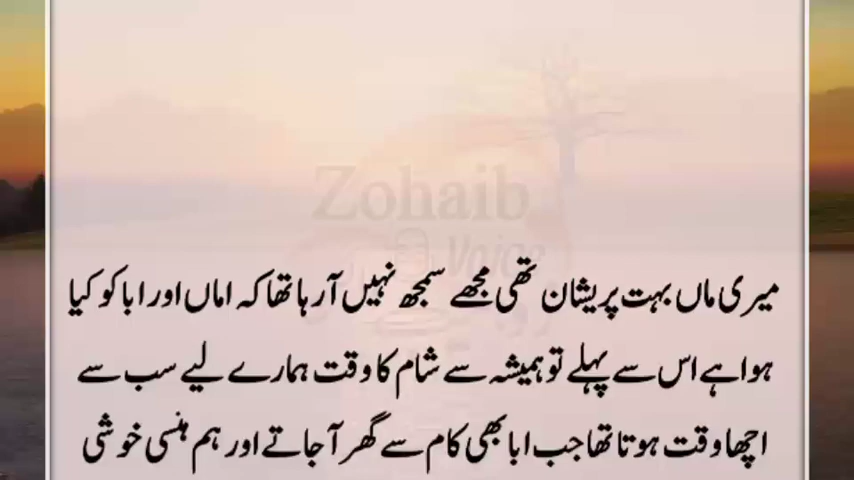 Zohaib
Voice
میری ماں بہت پریشان تھی مجھے سمجھ نہیں آرہا تھا کہ اماں اور ابا کو کیا
ہوا ہے اس سے پہلے تو ہمیشہ سے شام کا وقت ہمارے لیے سب سے
اچھا وقت ہوتا تھا جب ابا بھی کام سے گھر آجاتے اور ہم ہنسی خوشی